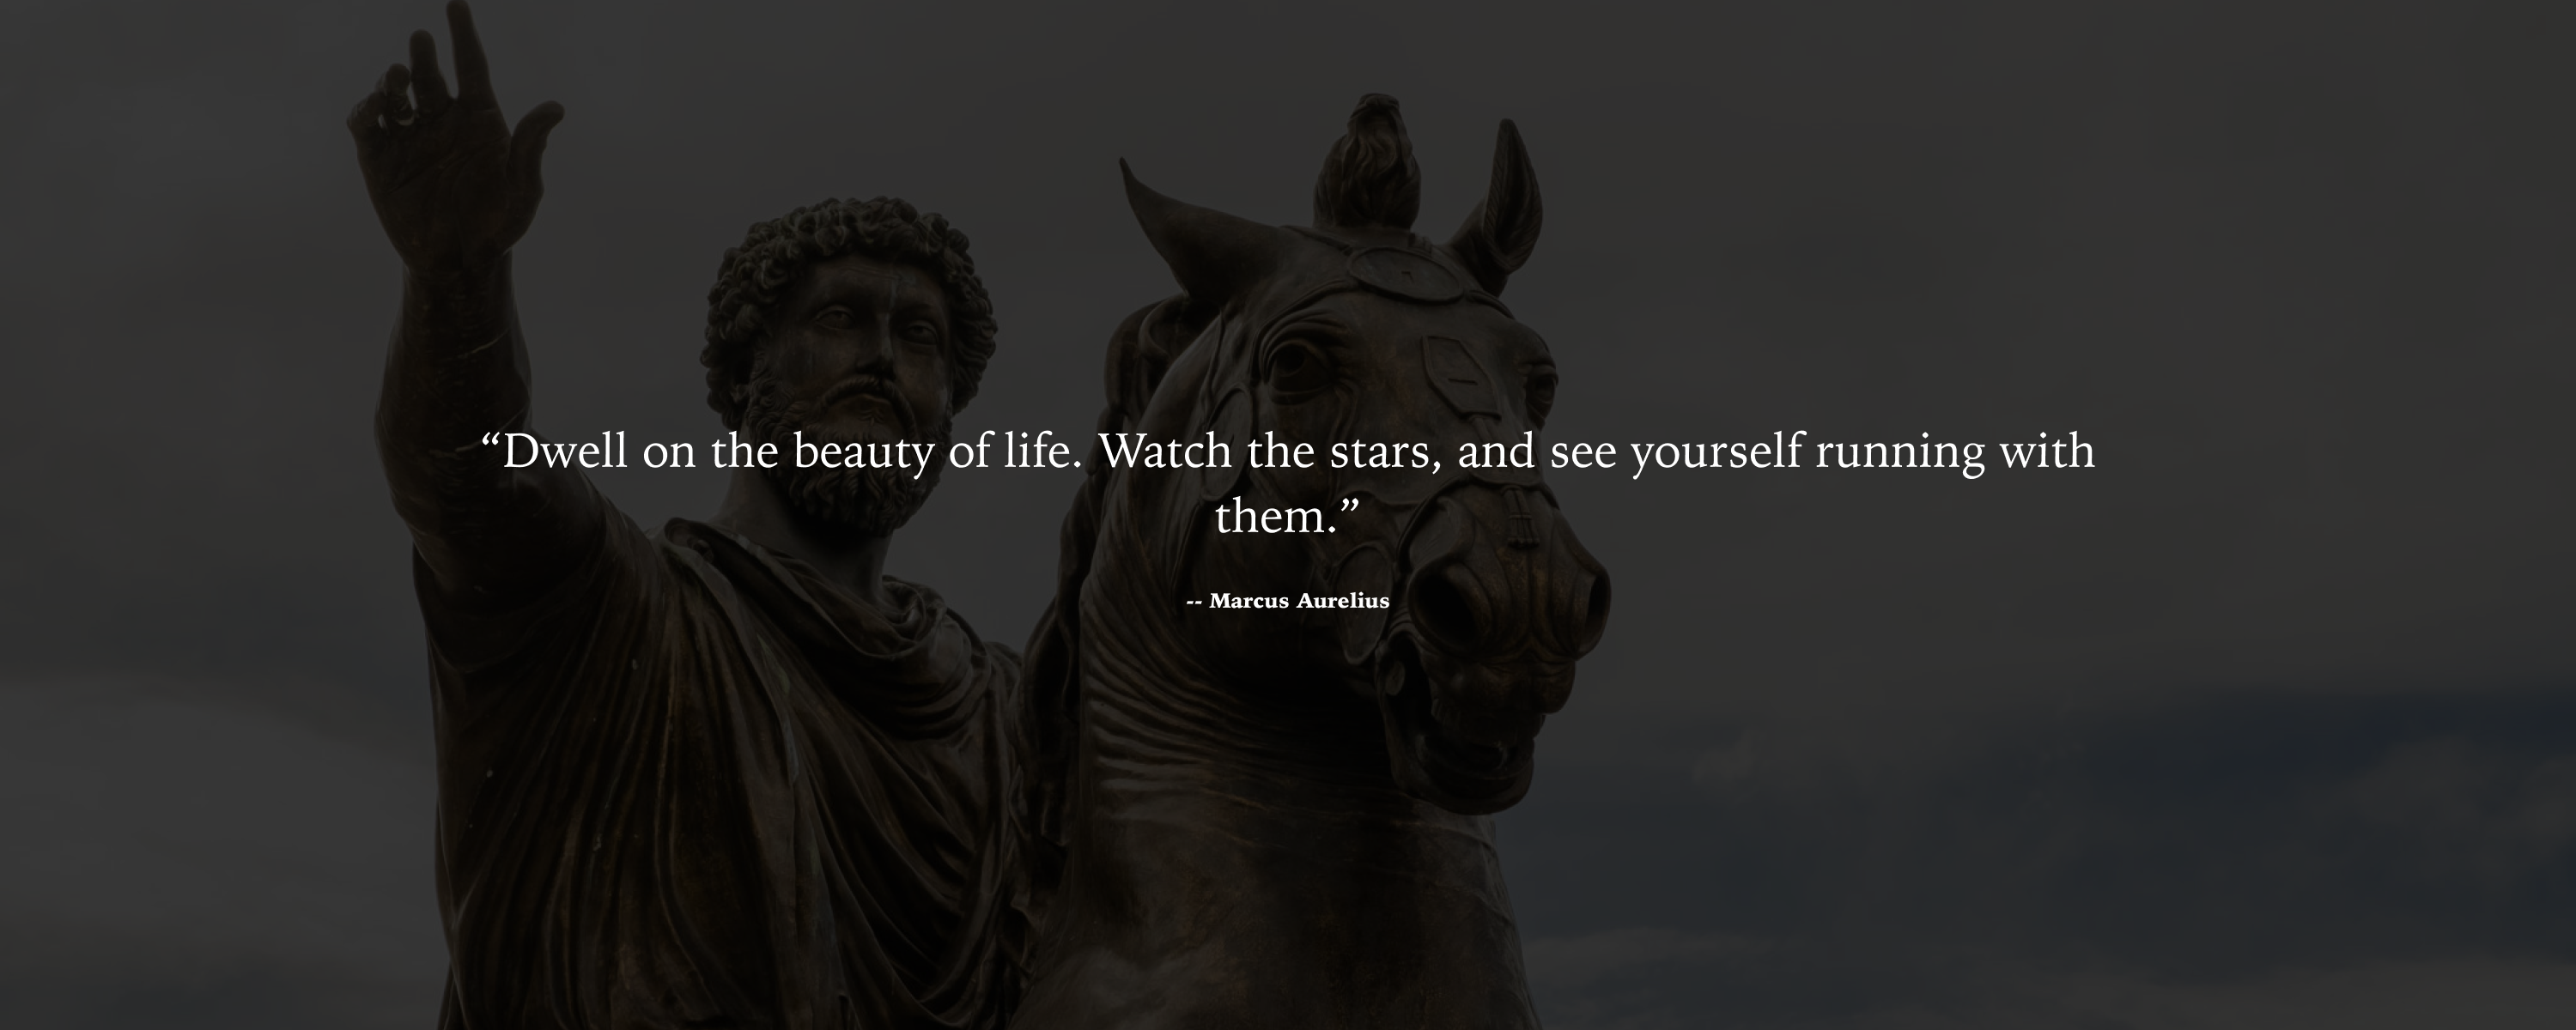 “Dwell on the beauty of life. Watch the stars, and see yourself running with
them.”
-- Marcus Aurelius